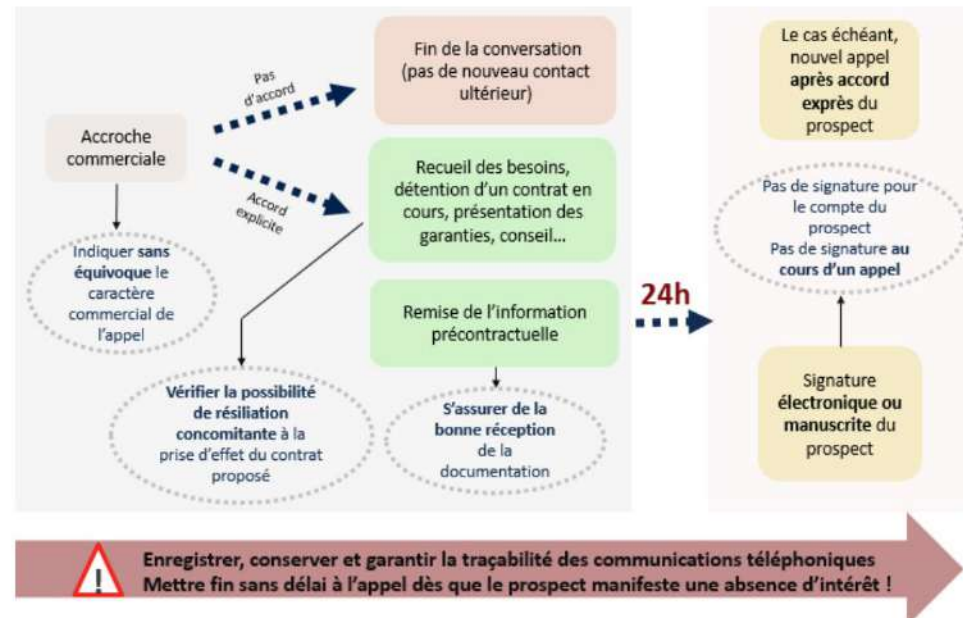 Accroche
commerciale
Pas
d'accord
Accord
explicite
Indiquer sans
équivoque le
caractère
commercial de
l'appel
Fin de la conversation
(pas de nouveau contact
ultérieur)
Recueil des besoins,
détention d'un contrat en
cours, présentation des
garanties, conseil...
Vérifier la possibilité
de résiliation
concomitante à la
prise d'effet du contrat
proposé
Remise de l'information
précontractuelle
S'assurer de la
bonne réception
de la
documentation
24h
Le cas échéant,
nouvel appel
après accord
exprès du
prospect
Pas de signature pour
le compte du
prospect
Pas de signature au
cours d'un appel
Signature
électronique ou
manuscrite du
prospect
!
Enregistrer, conserver et garantir la traçabilité des communications téléphoniques
Mettre fin sans délai à l'appel dès que le prospect manifeste une absence d'intérêt !